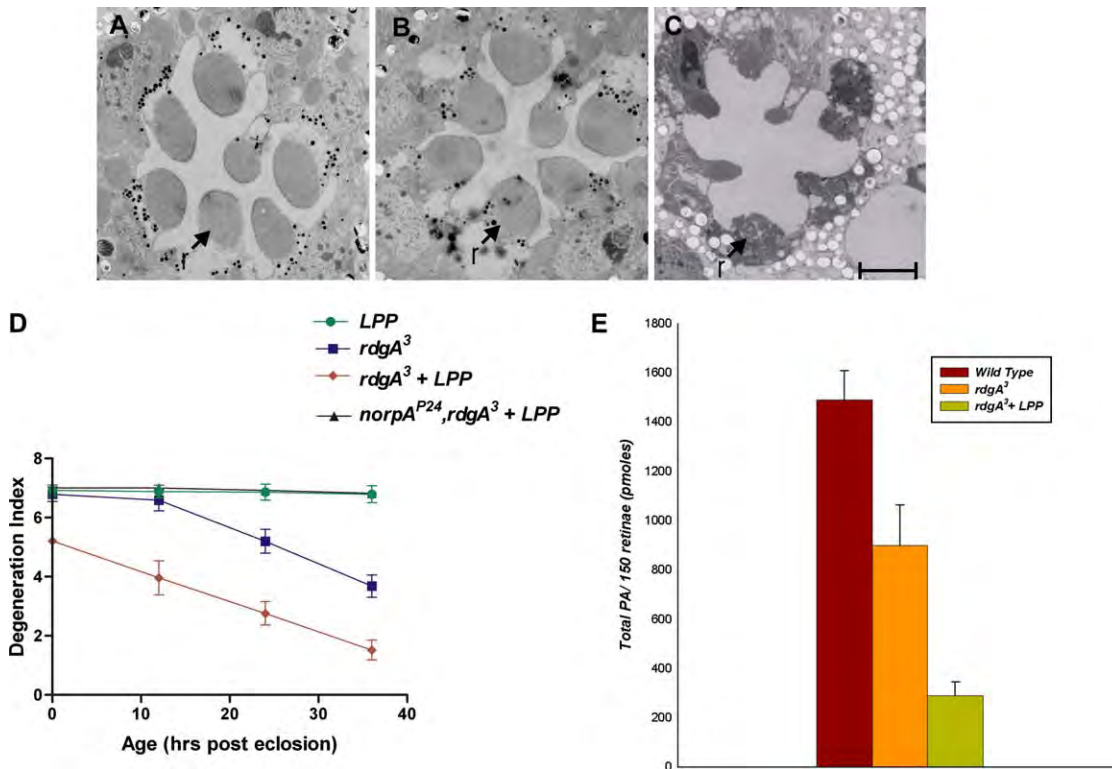 A
B
C
r
r
r
D
LPP
rdgA³
rdgA³ + LPP
norpA^P24,rdgA³ + LPP
Degeneration Index
8
6
4
2
0
0 10 20 30 40
Age (hrs post eclosion)
E
Total PA/ 150 retinae (pmoles)
1800
1600
1400
1200
1000
800
600
400
200
0
Wild Type
rdgA³
rdgA³+ LPP